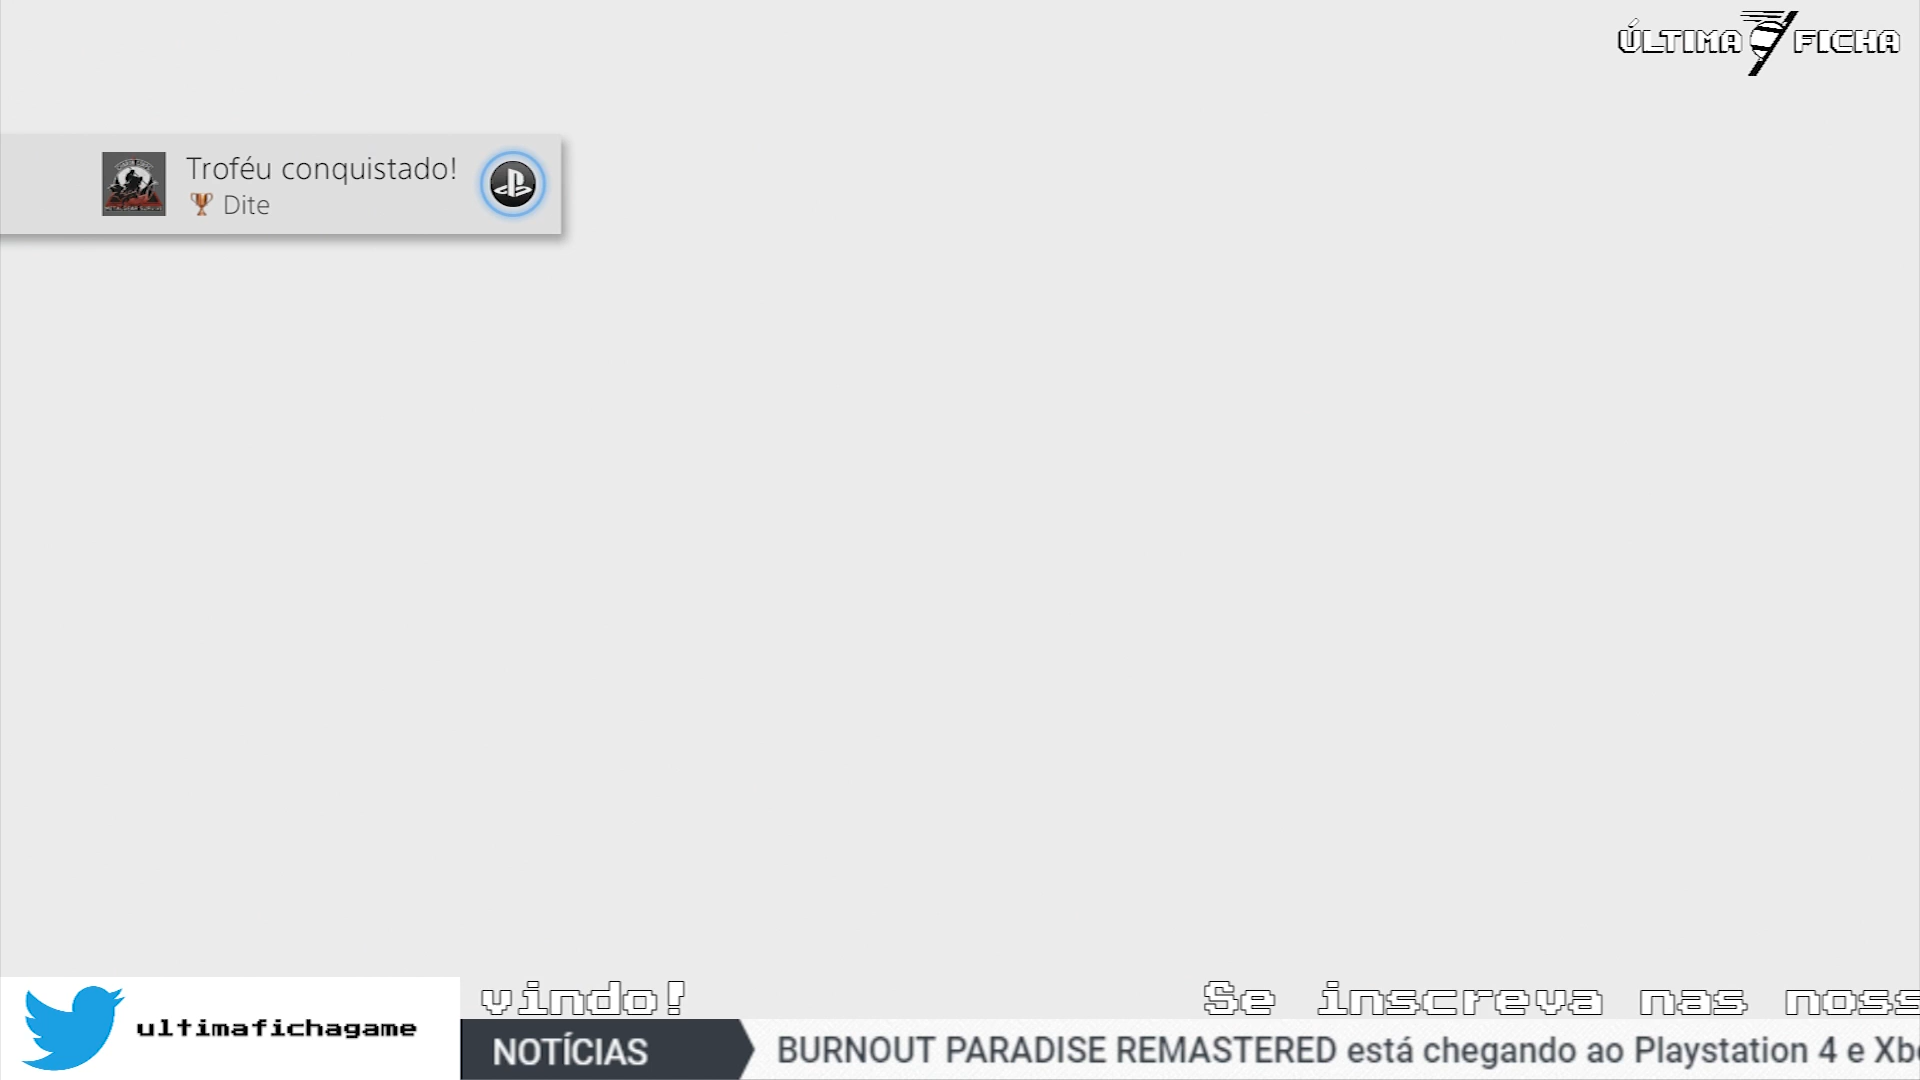 ÚLTIMA FICHA
Troféu conquistado!
Dite
vindo! Se inscreva nas noss
ultimafichagame
NOTÍCIAS
BURNOUT PARADISE REMASTERED está chegando ao Playstation 4 e Xb